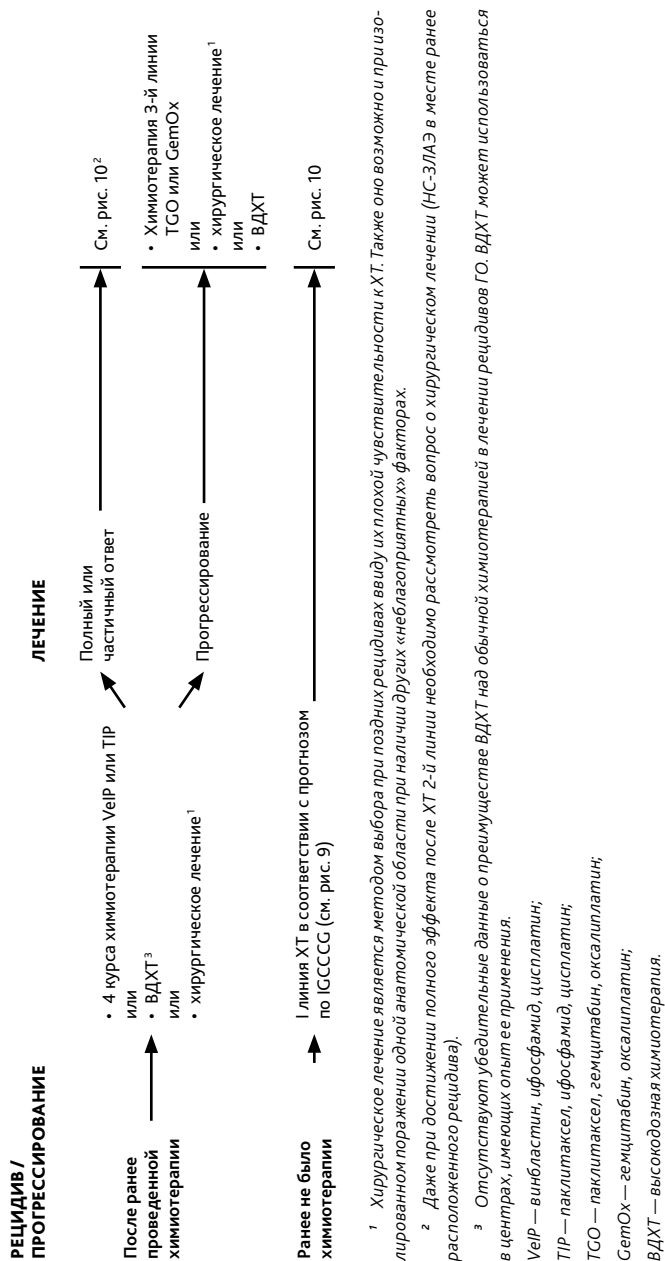 РЕЦИДИВ /
ПРОГРЕССИРОВАНИЕ
ЛЕЧЕНИЕ
После ранее
проведенной
химиотерапии
• 4 курса химиотерапии VeIP или TIP
или
• ВДХТ³
или
• хирургическое лечение¹
Полный или
частичный ответ
См. рис. 10²
Прогрессирование
• Химиотерапия 3-й линии
TGO или GemOx
или
• хирургическое лечение¹
или
• ВДХТ
Ранее не было
химиотерапии
I линия ХТ в соответствии с прогнозом
по IGCCCG (см. рис. 9)
См. рис. 10
¹ Хирургическое лечение является методом выбора при поздних рецидивах ввиду их плохой чувствительности к ХТ. Также оно возможно и при изо-
лированном поражении одной анатомической области при наличии других «неблагоприятных» факторах.
² Даже при достижении полного эффекта после ХТ 2-й линии необходимо рассмотреть вопрос о хирургическом лечении (НС-ЗЛАЭ в месте ранее
расположенного рецидива).
³ Отсутствуют убедительные данные о преимуществе ВДХТ над обычной химиотерапией в лечении рецидивов ГО. ВДХТ может использоваться
в центрах, имеющих опыт ее применения.
VeIP — винбластин, ифосфамид, цисплатин;
TIP — паклитаксел, ифосфамид, цисплатин;
TGO — паклитаксел, гемцитабин, оксалиплатин;
GemOx — гемцитабин, оксалиплатин;
ВДХТ — высокодозная химиотерапия.